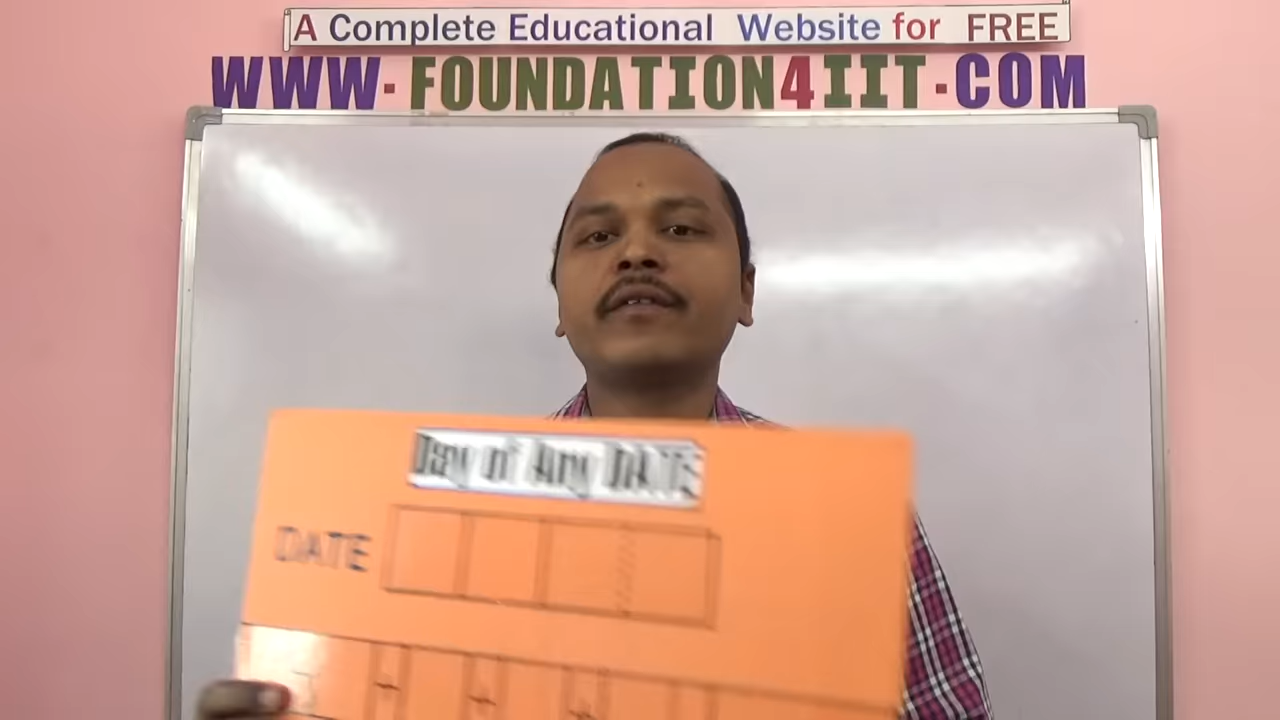 A Complete Educational Website for FREE
WWW.FOUNDATION4IIT.COM
Day of Any DATE
DATE